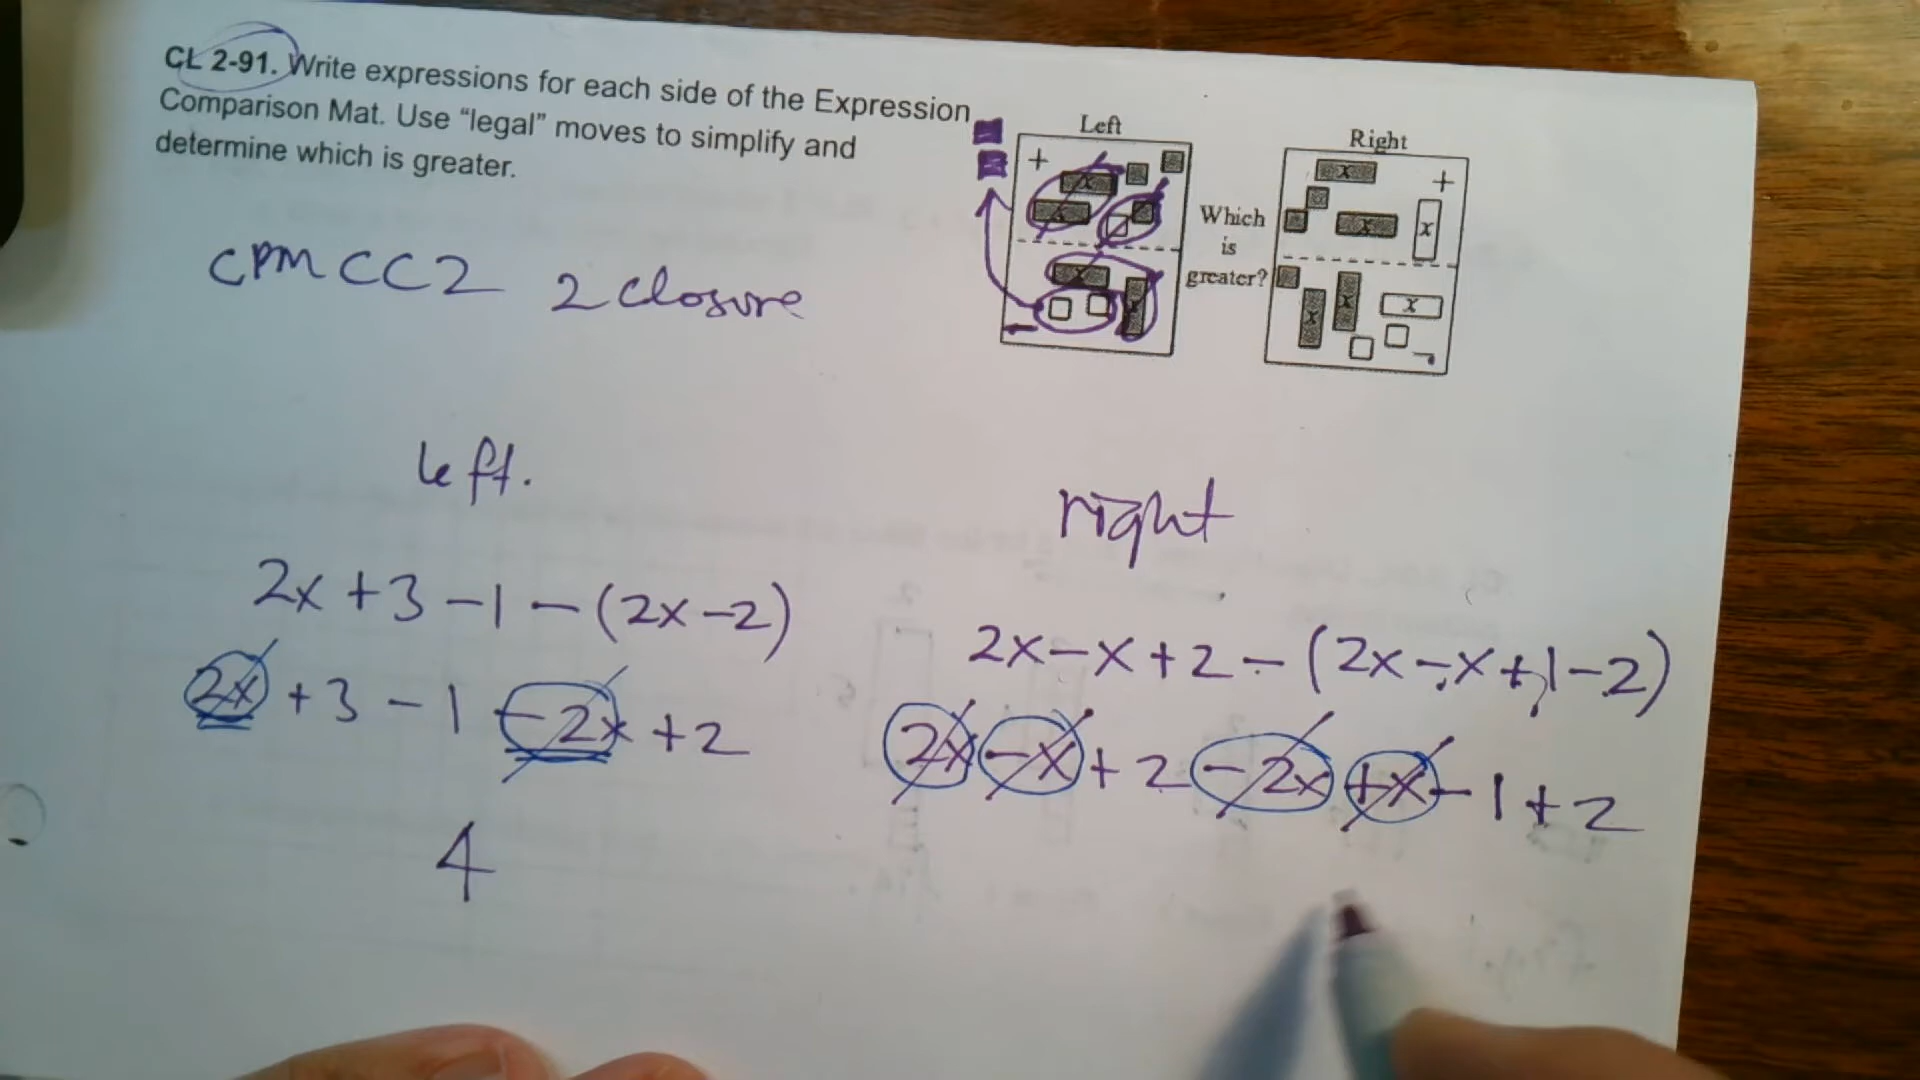 CL 2-91. Write expressions for each side of the Expression
Comparison Mat. Use “legal” moves to simplify and
determine which is greater.
Left
Right
+
x
x
x
x
Which
is
greater?
x
+
x
x
x
x
x
CPM CC2 2 closure
left.
right
2x +3 -1 -(2x-2)
2x +3 -1 -2x +2
4
2x-x+2-(2x-x+1-2)
2x -x +2 -2x +x -1 +2